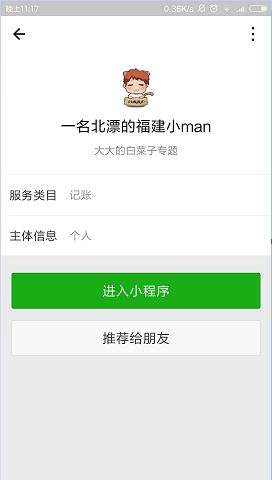 晚上11:17
0.36K/s
一名北漂的福建小man
大大的白菜子专题
服务类目 记账
主体信息 个人
进入小程序
推荐给朋友